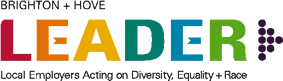 BRIGHTON + HOVE
LEADER
Local Employers Acting on Diversity, Equality + Race